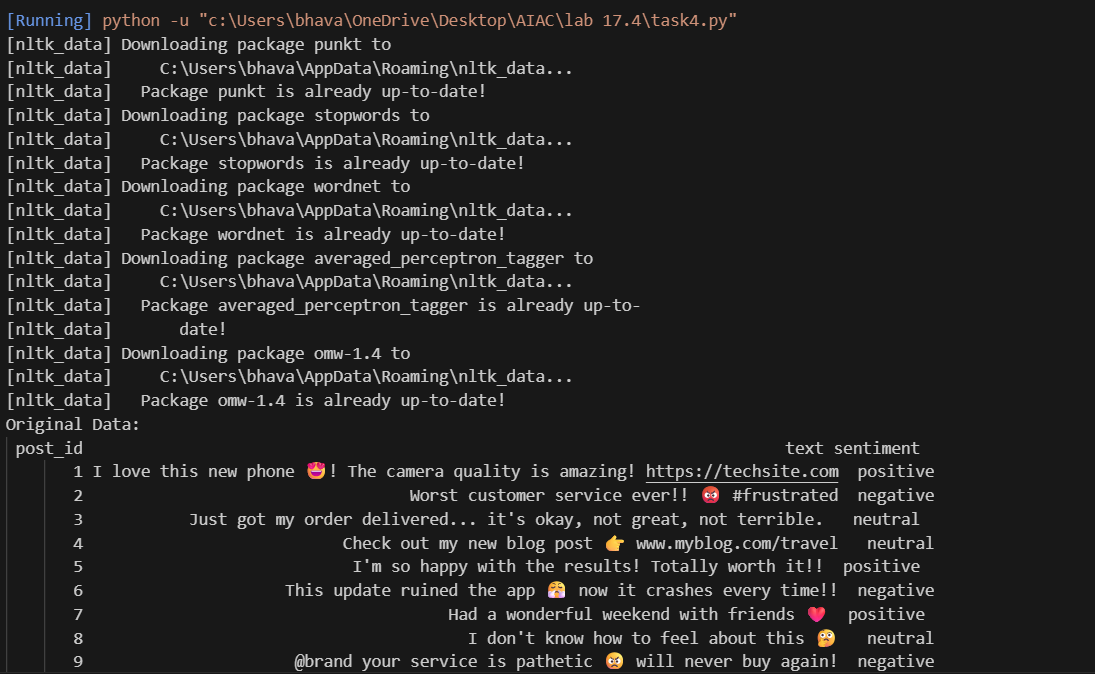 [Running] python -u "c:\Users\bhava\OneDrive\Desktop\AIAC\lab 17.4\task4.py"
[nltk_data] Downloading package punkt to
[nltk_data]     C:\Users\bhava\AppData\Roaming\nltk_data...
[nltk_data]   Package punkt is already up-to-date!
[nltk_data] Downloading package stopwords to
[nltk_data]     C:\Users\bhava\AppData\Roaming\nltk_data...
[nltk_data]   Package stopwords is already up-to-date!
[nltk_data] Downloading package wordnet to
[nltk_data]     C:\Users\bhava\AppData\Roaming\nltk_data...
[nltk_data]   Package wordnet is already up-to-date!
[nltk_data] Downloading package averaged_perceptron_tagger to
[nltk_data]     C:\Users\bhava\AppData\Roaming\nltk_data...
[nltk_data]   Package averaged_perceptron_tagger is already up-to-
[nltk_data]       date!
[nltk_data] Downloading package omw-1.4 to
[nltk_data]     C:\Users\bhava\AppData\Roaming\nltk_data...
[nltk_data]   Package omw-1.4 is already up-to-date!
Original Data:
post_id text sentiment
1 I love this new phone 😍! The camera quality is amazing! https://techsite.com positive
2 Worst customer service ever!! 😡 #frustrated negative
3 Just got my order delivered... it's okay, not great, not terrible. neutral
4 Check out my new blog post 👉 www.myblog.com/travel neutral
5 I'm so happy with the results! Totally worth it!! positive
6 This update ruined the app 😤 now it crashes every time!! negative
7 Had a wonderful weekend with friends ❤️ positive
8 I don't know how to feel about this 🤔 neutral
9 @brand your service is pathetic 😠 will never buy again! negative